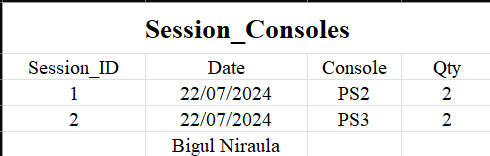 Session_Consoles
Session_ID Date Console Qty
1 22/07/2024 PS2 2
2 22/07/2024 PS3 2
Bigul Niraula